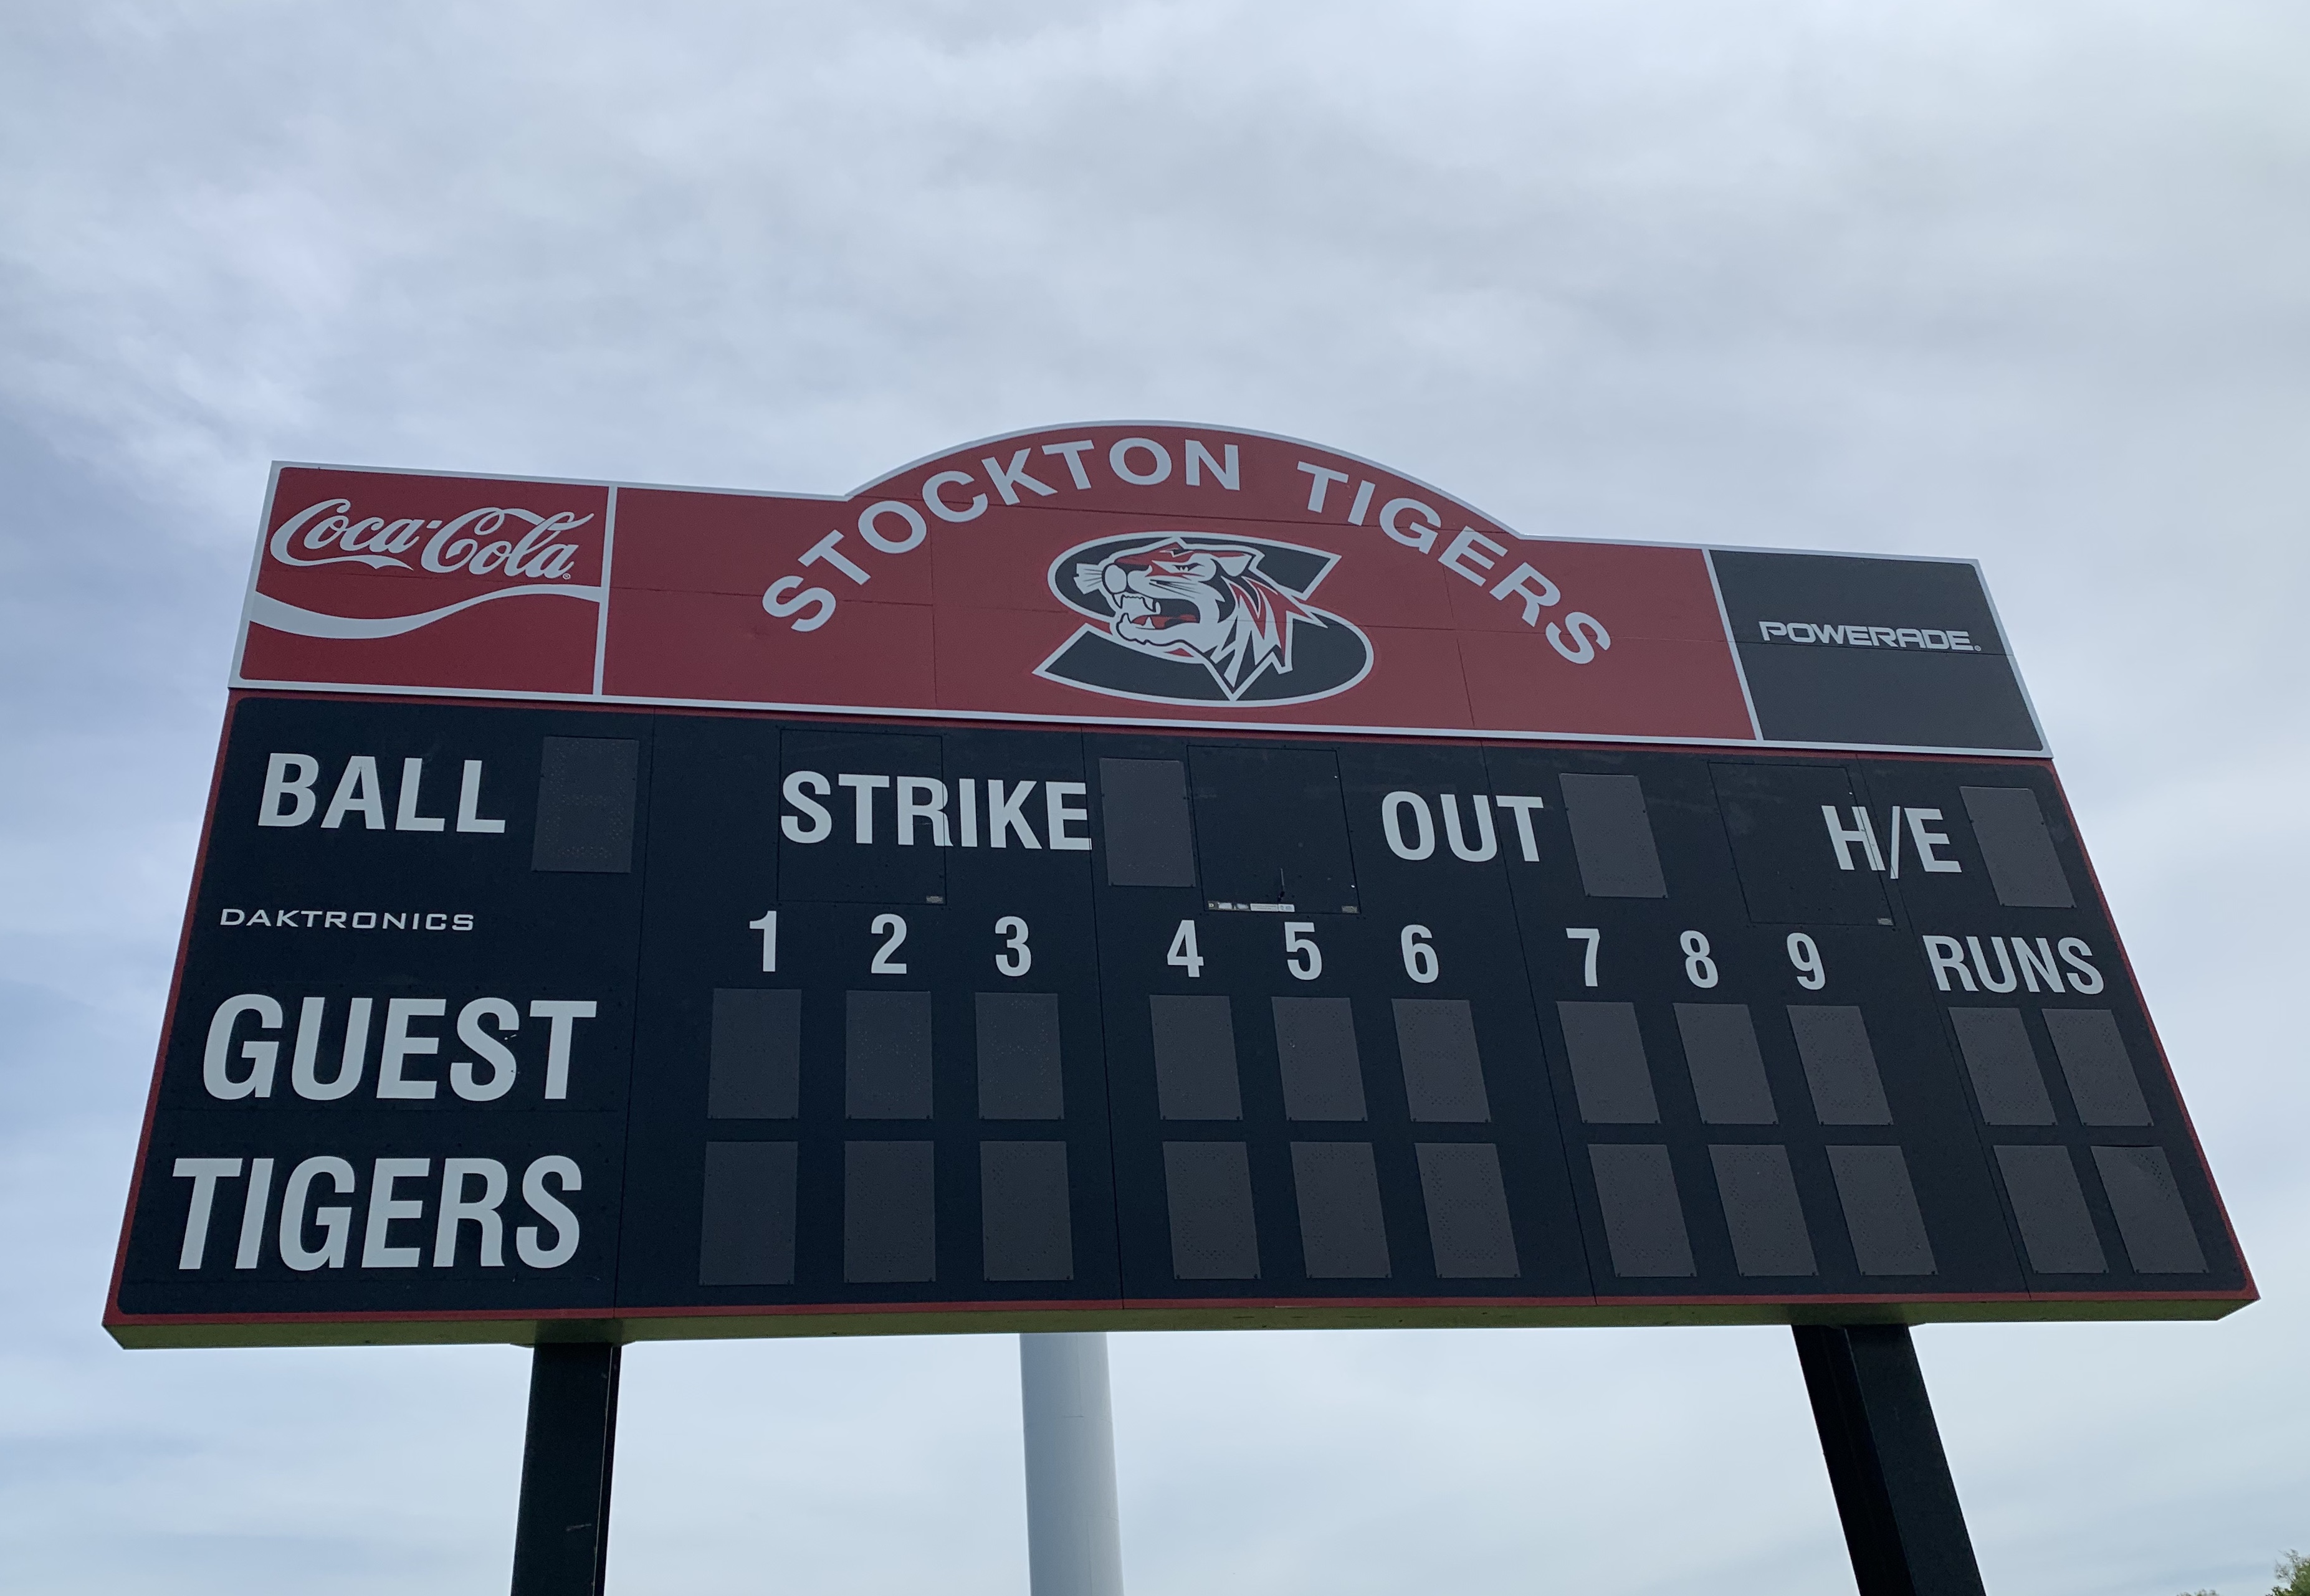 STOCKTON TIGERS
Coca-Cola®
POWERADE®
BALL STRIKE OUT H/E
DAKTRONICS
1 2 3 4 5 6 7 8 9 RUNS
GUEST
TIGERS